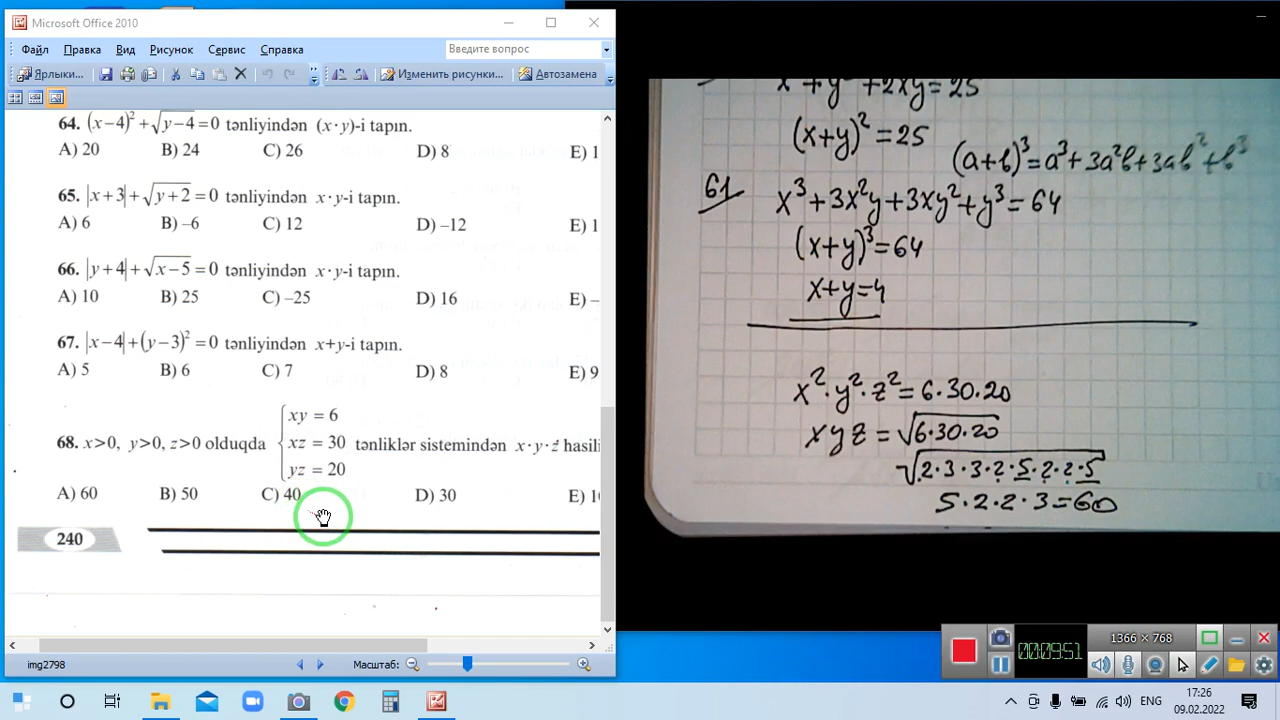 Microsoft Office 2010
Файл Правка Вид Рисунок Сервис Справка Введите вопрос
Ярлыки... Изменить рисунки... Автозамена
64. (x–4)² + √(y–4) = 0 tənliyindən (x·y)-i tapın.
A) 20 B) 24 C) 26 D) 8 E) 1
65. |x+3| + √(y+2) = 0 tənliyindən x·y-i tapın.
A) 6 B) –6 C) 12 D) –12 E) 1
66. |y+4| + √(x–5) = 0 tənliyindən x·y-i tapın.
A) 10 B) 25 C) –25 D) 16 E) –
67. |x–4| + (y–3)² = 0 tənliyindən x+y-i tapın.
A) 5 B) 6 C) 7 D) 8 E) 9
xy = 6
68. x>0, y>0, z>0 olduqda xz = 30 tənliklər sistemindən x·y·z hasili
yz = 20
A) 60 B) 50 C) 40 D) 30 E) 1
240
img2798 Масштаб:
x² + y² + 2xy = 25
(x+y)² = 25
(a+b)³ = a³ + 3a²b + 3ab² + b³
61 x³ + 3x²y + 3xy² + y³ = 64
(x+y)³ = 64
x+y=4
x²·y²·z² = 6·30·20
xyz = √6·30·20
√2·3·3·2·5·2·2·5
5·2·2·3=60
1366 × 768
00:09:51
ENG 17:26
09.02.2022